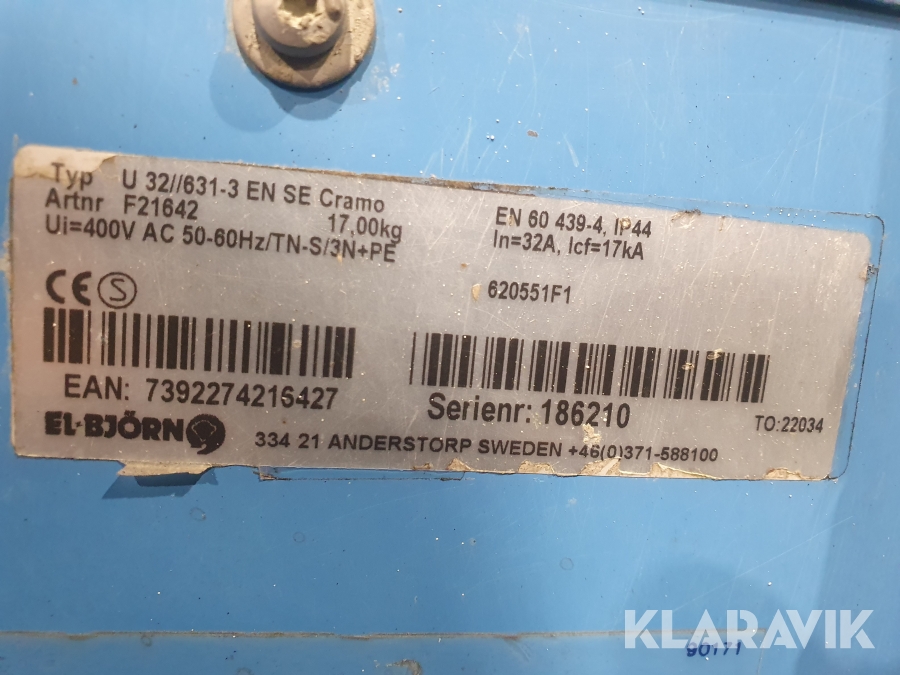 Typ U 32//631-3 EN SE Cramo
Artnr F21642 17,00kg
Ui=400V AC 50-60Hz/TN-S/3N+PE
EN 60 439-4, IP44
In=32A, Icf=17kA
CE S
620551F1
EAN: 7392274216427
Serienr: 186210
TO:22034
EL-BJÖRN
334 21 ANDERSTORP SWEDEN +46(0)371-588100
KLARAVIK